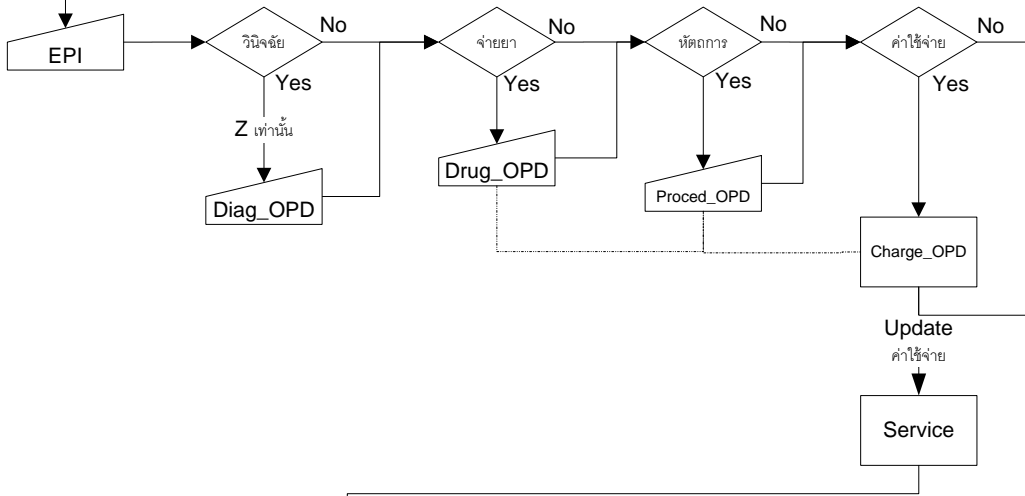 EPI
วินิจฉัย
No
Yes
Z เท่านั้น
Diag_OPD
จ่ายยา
No
Yes
Drug_OPD
หัตถการ
No
Yes
Proced_OPD
ค่าใช้จ่าย
No
Yes
Charge_OPD
Update
ค่าใช้จ่าย
Service